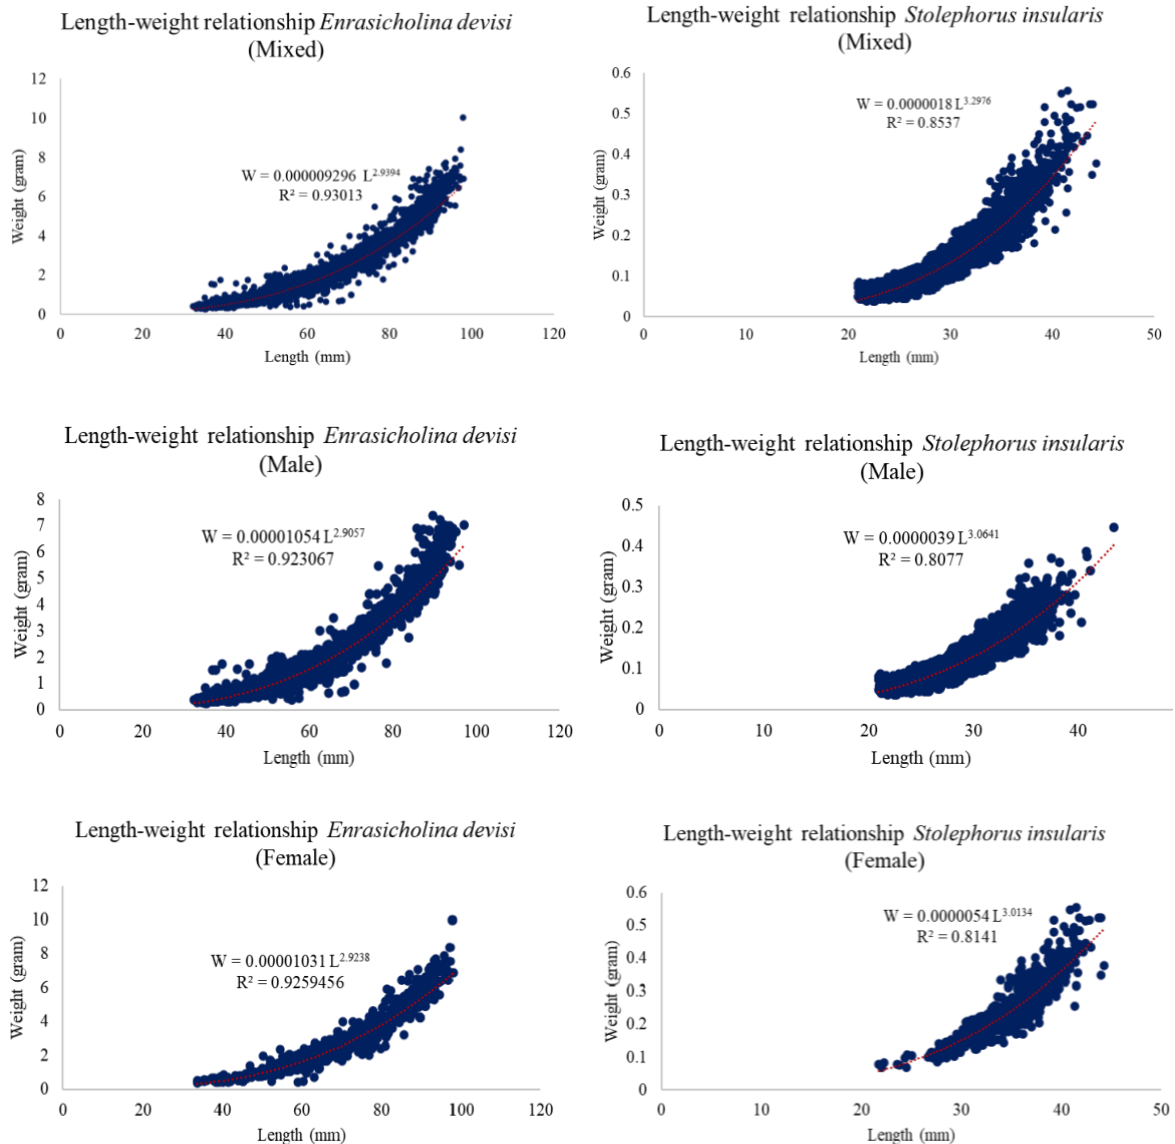 Length-weight relationship Enrasicholina devisi
(Mixed)
12
10
8
6
4
2
0
Weight (gram)
W = 0.000009296 L^2.9394
R² = 0.93013
0 20 40 60 80 100 120
Length (mm)
Length-weight relationship Stolephorus insularis
(Mixed)
0.6
0.5
0.4
0.3
0.2
0.1
0
Weight (gram)
W = 0.0000018 L^3.2976
R² = 0.8537
0 10 20 30 40 50
Length (mm)
Length-weight relationship Enrasicholina devisi
(Male)
8
7
6
5
4
3
2
1
0
Weight (gram)
W = 0.00001054 L^2.9057
R² = 0.923067
0 20 40 60 80 100 120
Length (mm)
Length-weight relationship Stolephorus insularis
(Male)
0.5
0.4
0.3
0.2
0.1
0
Weight (gram)
W = 0.0000039 L^3.0641
R² = 0.8077
0 10 20 30 40
Length (mm)
Length-weight relationship Enrasicholina devisi
(Female)
12
10
8
6
4
2
0
Weight (gram)
W = 0.00001031 L^2.9238
R² = 0.9259456
0 20 40 60 80 100 120
Length (mm)
Length-weight relationship Stolephorus insularis
(Female)
0.6
0.5
0.4
0.3
0.2
0.1
0
Weight (gram)
W = 0.0000054 L^3.0134
R² = 0.8141
0 10 20 30 40 50
Length (mm)